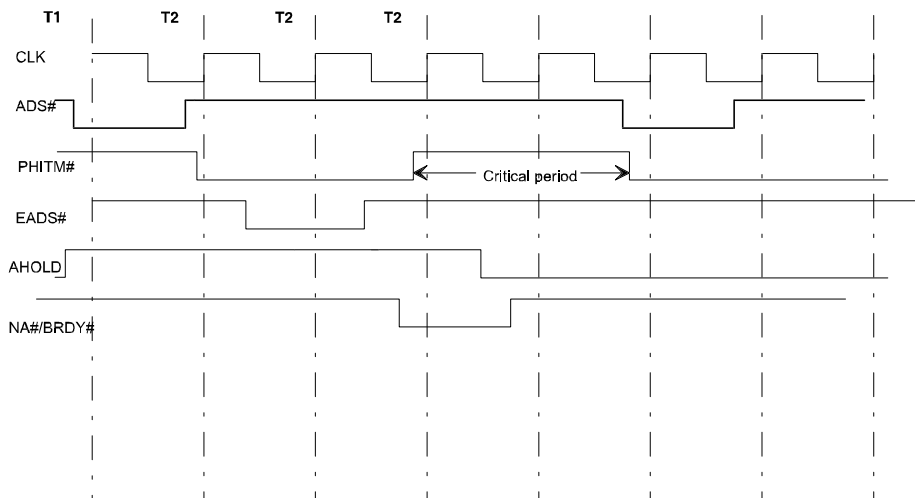 T1 T2 T2 T2
CLK
ADS#
PHITM#
Critical period
EADS#
AHOLD
NA#/BRDY#